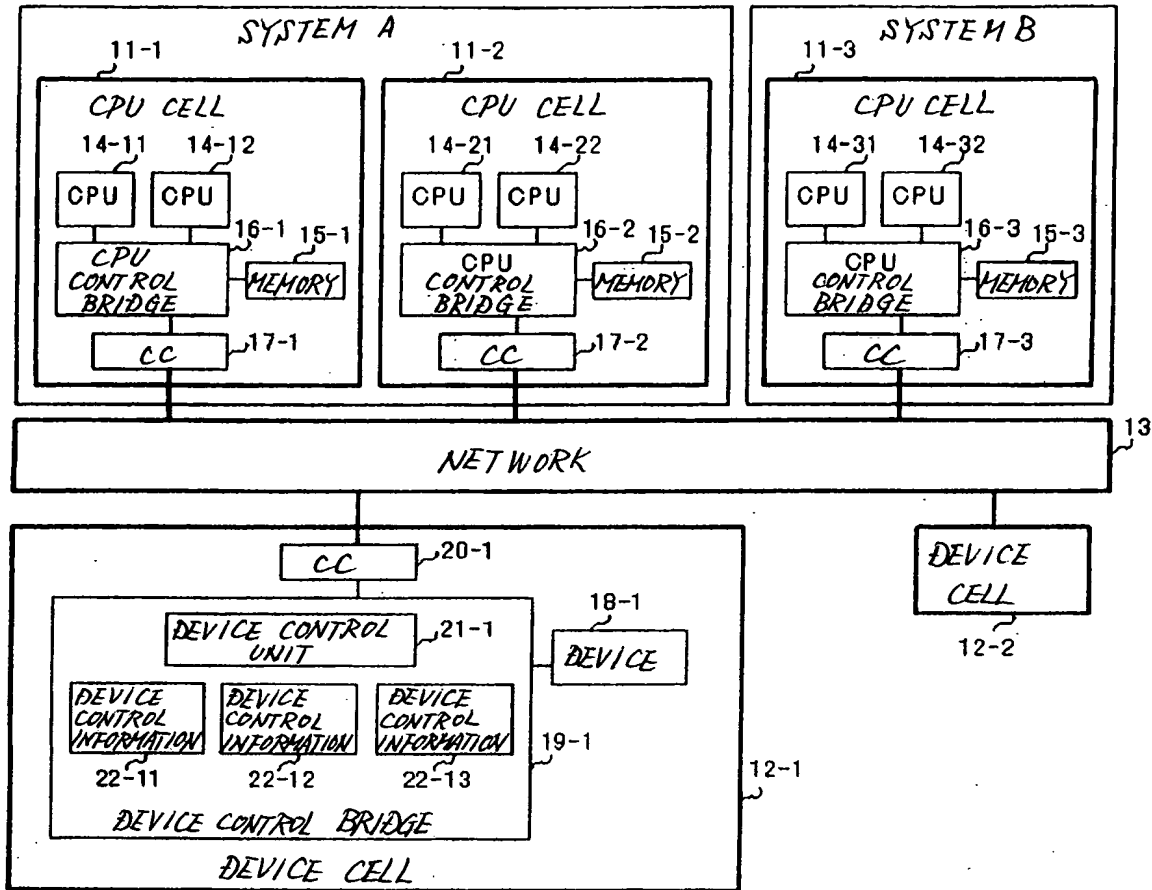 SYSTEM A
SYSTEM B
11-1
11-2
11-3
CPU CELL
CPU CELL
CPU CELL
14-11
14-12
14-21
14-22
14-31
14-32
CPU
CPU
CPU
CPU
CPU
CPU
16-1
15-1
16-2
15-2
16-3
15-3
CPU
CONTROL
BRIDGE
MEMORY
CPU
CONTROL
BRIDGE
MEMORY
CPU
CONTROL
BRIDGE
MEMORY
CC
17-1
CC
17-2
CC
17-3
13
NETWORK
CC
20-1
DEVICE
CELL
12-2
DEVICE CONTROL
UNIT
21-1
18-1
DEVICE
DEVICE
CONTROL
INFORMATION
DEVICE
CONTROL
INFORMATION
DEVICE
CONTROL
INFORMATION
22-11
22-12
22-13
19-1
12-1
DEVICE CONTROL BRIDGE
DEVICE CELL